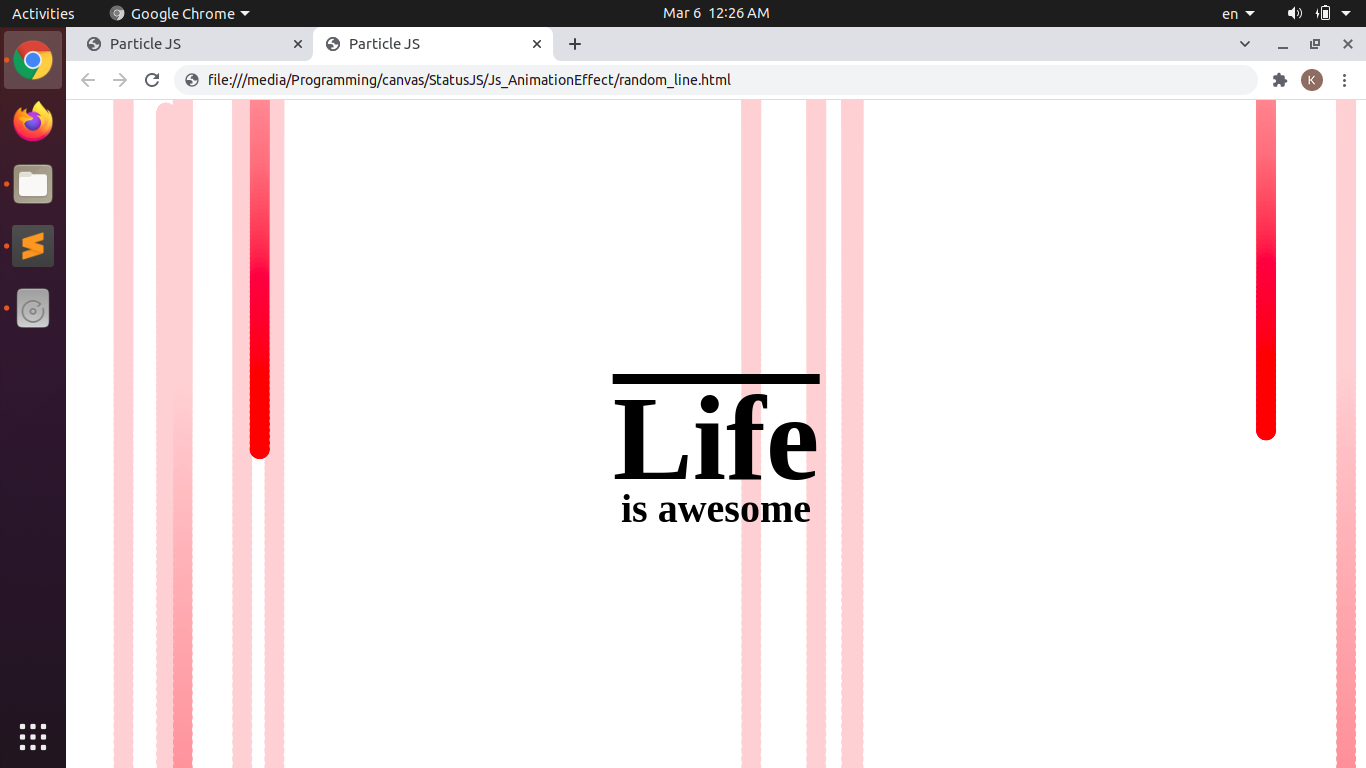 Activities
Google Chrome
Mar 6 12:26 AM
en
Particle JS
Particle JS
file:///media/Programming/canvas/StatusJS/Js_AnimationEffect/random_line.html
K
Life
is awesome